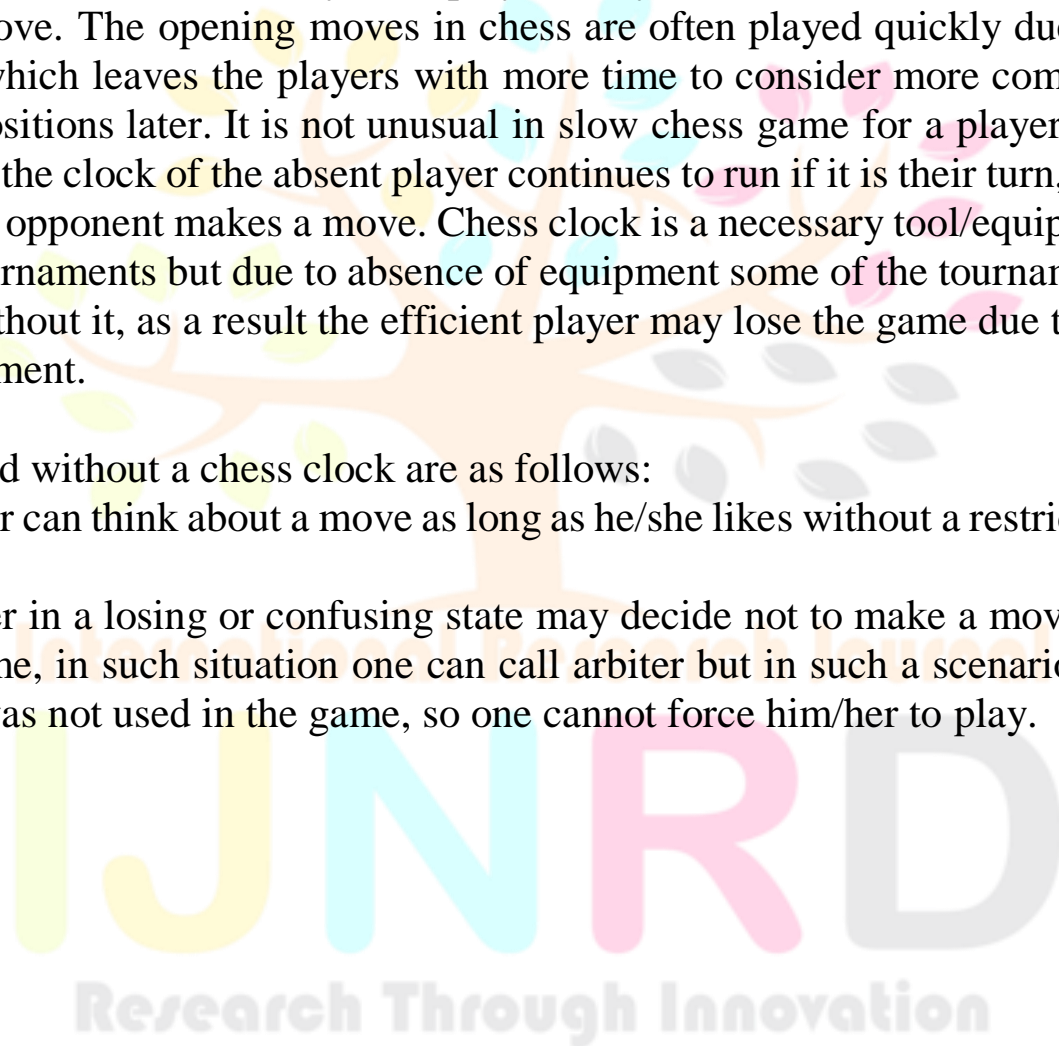 ove. The opening moves in chess are often played quickly du
which leaves the players with more time to consider more com
ositions later. It is not unusual in slow chess game for a player
the clock of the absent player continues to run if it is their turn,
opponent makes a move. Chess clock is a necessary tool/equip
urnaments but due to absence of equipment some of the tournam
thout it, as a result the efficient player may lose the game due t
ment.
d without a chess clock are as follows:
r can think about a move as long as he/she likes without a restri
er in a losing or confusing state may decide not to make a mov
International Research Journal
me, in such situation one can call arbiter but in such a scenario
was not used in the game, so one cannot force him/her to play.
IJNRD
Research Through Innovation